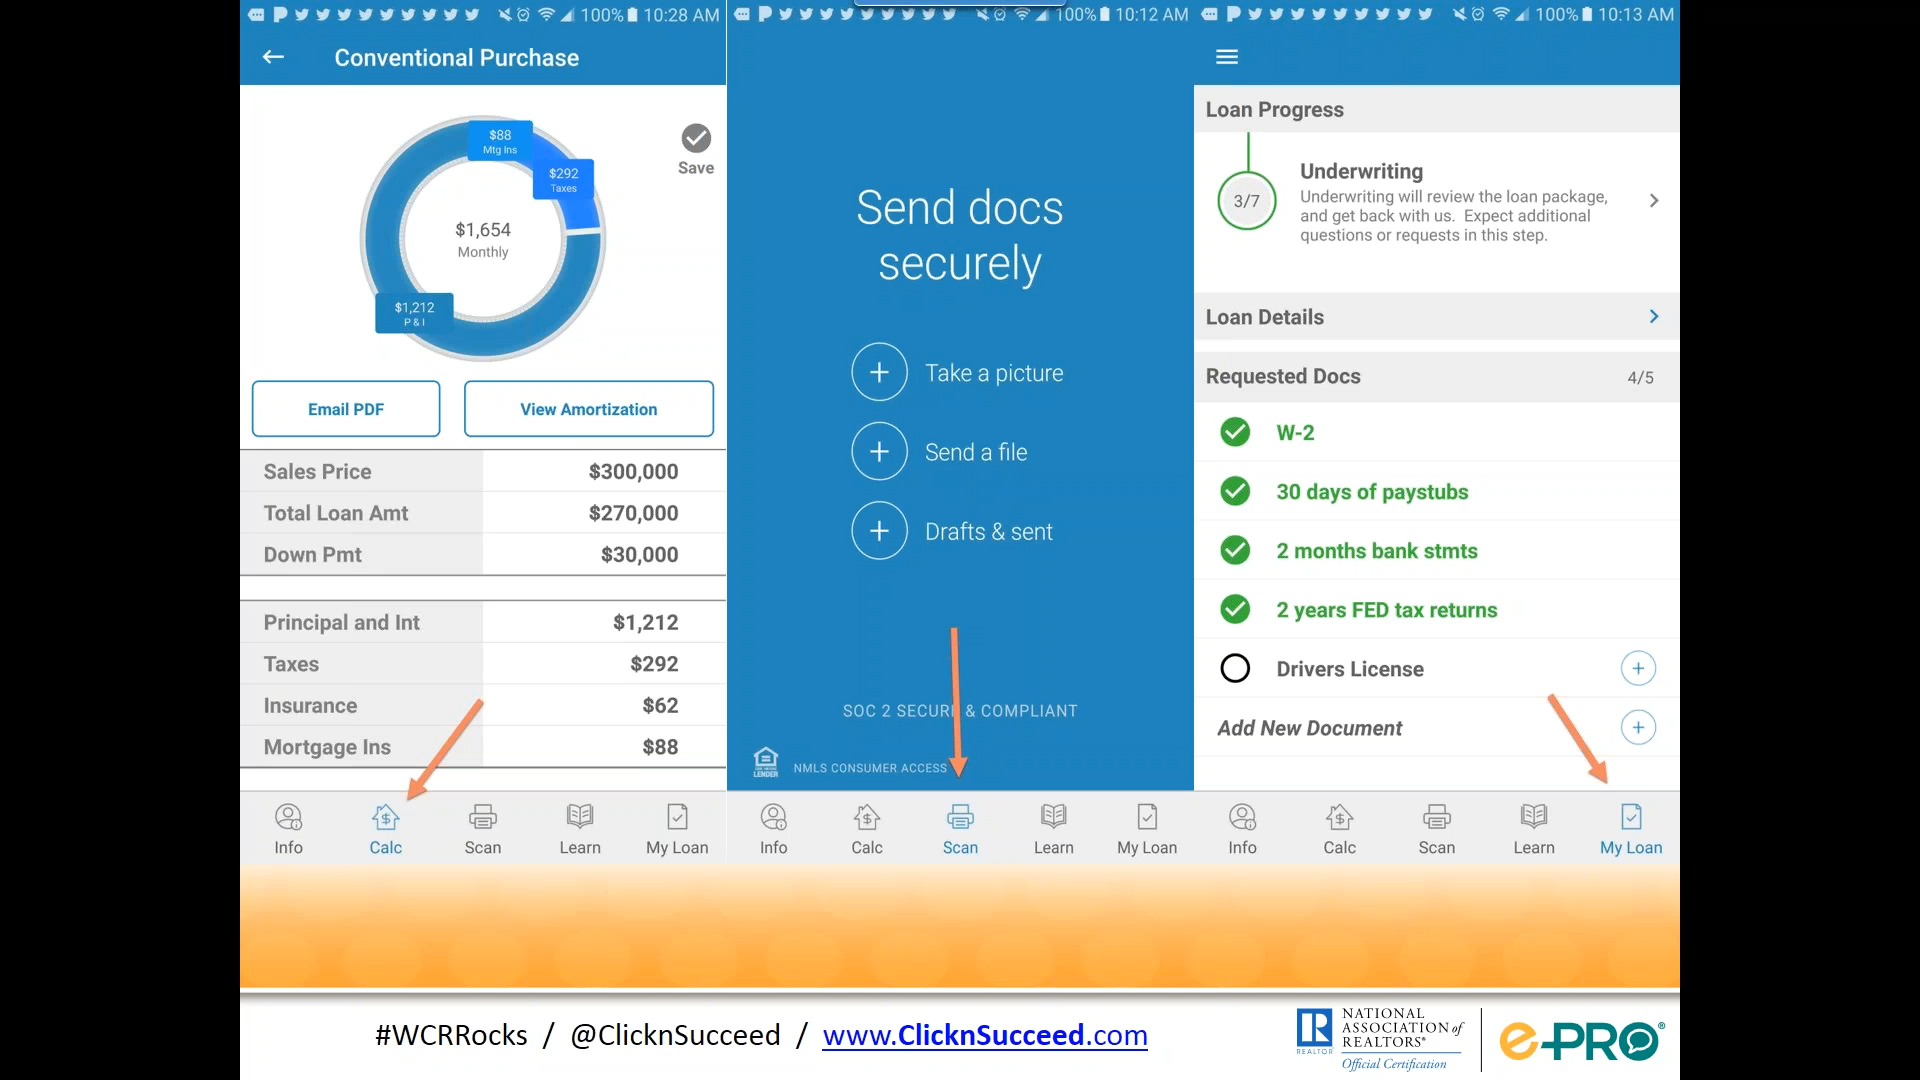 100% 10:28 AM
Conventional Purchase
$88
Mtg Ins
$292
Taxes
Save
$1,654
Monthly
$1,212
P & I
Email PDF
View Amortization
Sales Price $300,000
Total Loan Amt $270,000
Down Pmt $30,000
Principal and Int $1,212
Taxes $292
Insurance $62
Mortgage Ins $88
Info Calc Scan Learn My Loan
100% 10:12 AM
Send docs
securely
Take a picture
Send a file
Drafts & sent
SOC 2 SECURE & COMPLIANT
LENDER
NMLS CONSUMER ACCESS
Info Calc Scan Learn My Loan
100% 10:13 AM
Loan Progress
3/7
Underwriting
Underwriting will review the loan package,
and get back with us. Expect additional
questions or requests in this step.
Loan Details
Requested Docs 4/5
W-2
30 days of paystubs
2 months bank stmts
2 years FED tax returns
Drivers License
Add New Document
Info Calc Scan Learn My Loan
#WCRRocks / @ClicknSucceed / www.ClicknSucceed.com
R
REALTOR
NATIONAL
ASSOCIATION of
REALTORS®
Official Certification
e-PRO®